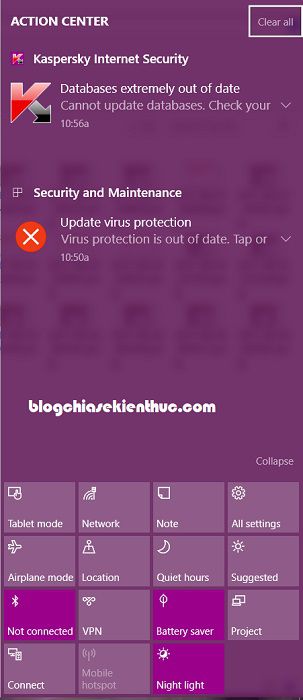 ACTION CENTER
Clear all
Kaspersky Internet Security
Databases extremely out of date
Cannot update databases. Check your
10:56a
Security and Maintenance
Update virus protection
Virus protection is out of date. Tap or
10:50a
blogchiasekienthuc.com
Collapse
Tablet mode
Network
Note
All settings
Airplane mode
Location
Quiet hours
Suggested
Not connected
VPN
Battery saver
Project
Connect
Mobile
hotspot
Night light